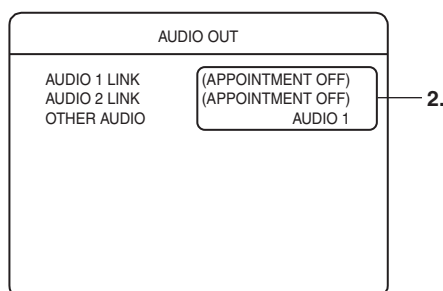 AUDIO OUT
AUDIO 1 LINK (APPOINTMENT OFF)
AUDIO 2 LINK (APPOINTMENT OFF)
OTHER AUDIO AUDIO 1
2.